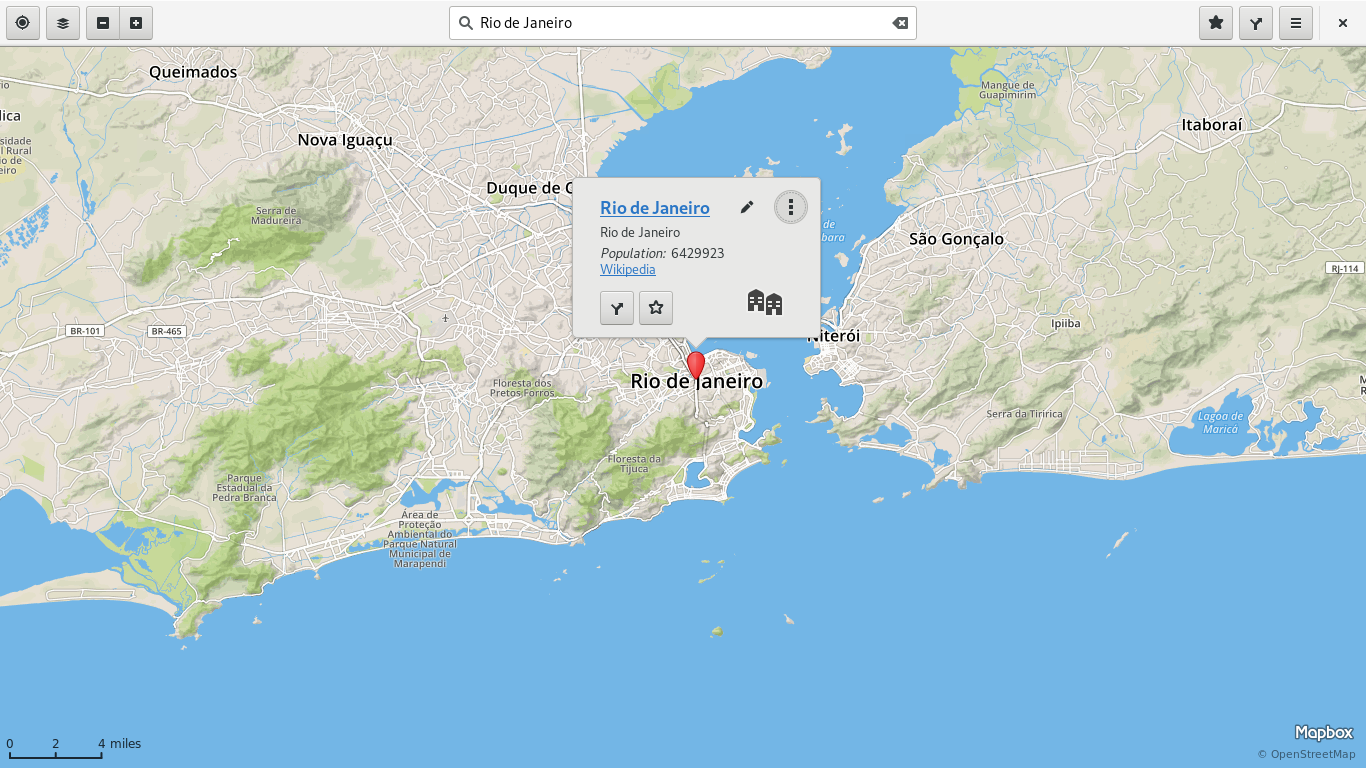 Rio de Janeiro
Queimados
Mangue de
Guapimirim
Itaboraí
Nova Iguaçu
Duque de C
Rio de Janeiro
Rio de Janeiro
Population: 6429923
Wikipedia
Serra de
Madureira
São Gonçalo
RJ-114
BR-101
BR-465
Ipiiba
Niterói
Rio de Janeiro
Floresta dos
Pretos Forros
Serra da Tiririca
Lagoa de
Maricá
Floresta da
Tijuca
Parque
Estadual da
Pedra Branca
Área de
Proteção
Ambiental do
Parque Natural
Municipal de
Marapendi
0 2 4 miles
Mapbox
© OpenStreetMap